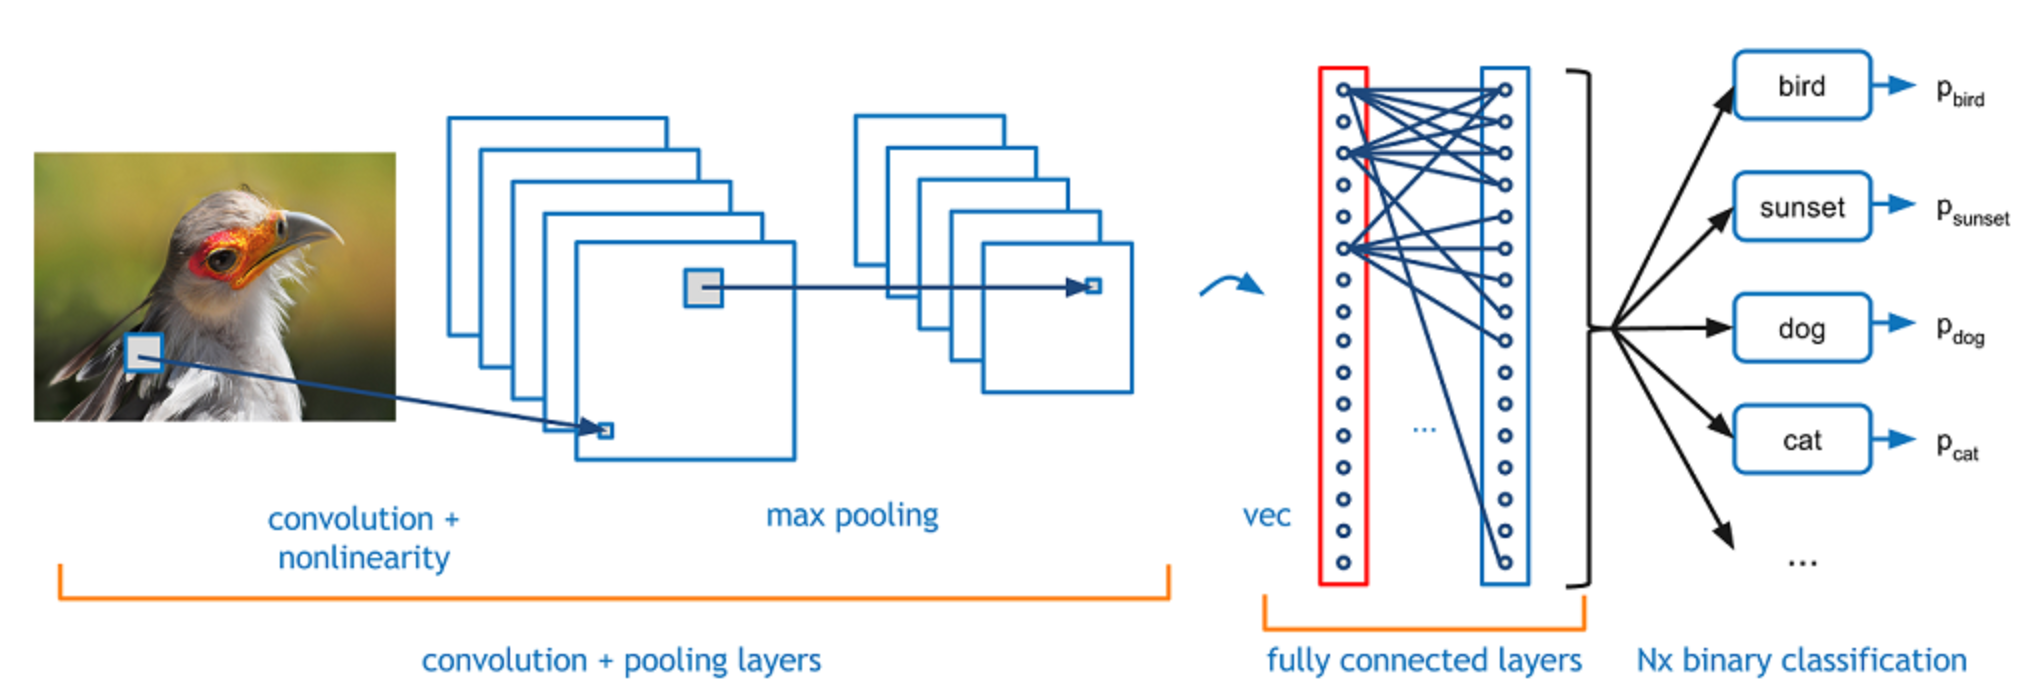 bird
p_bird
sunset
p_sunset
dog
p_dog
cat
p_cat
...
...
convolution +
nonlinearity
max pooling
vec
convolution + pooling layers
fully connected layers
Nx binary classification